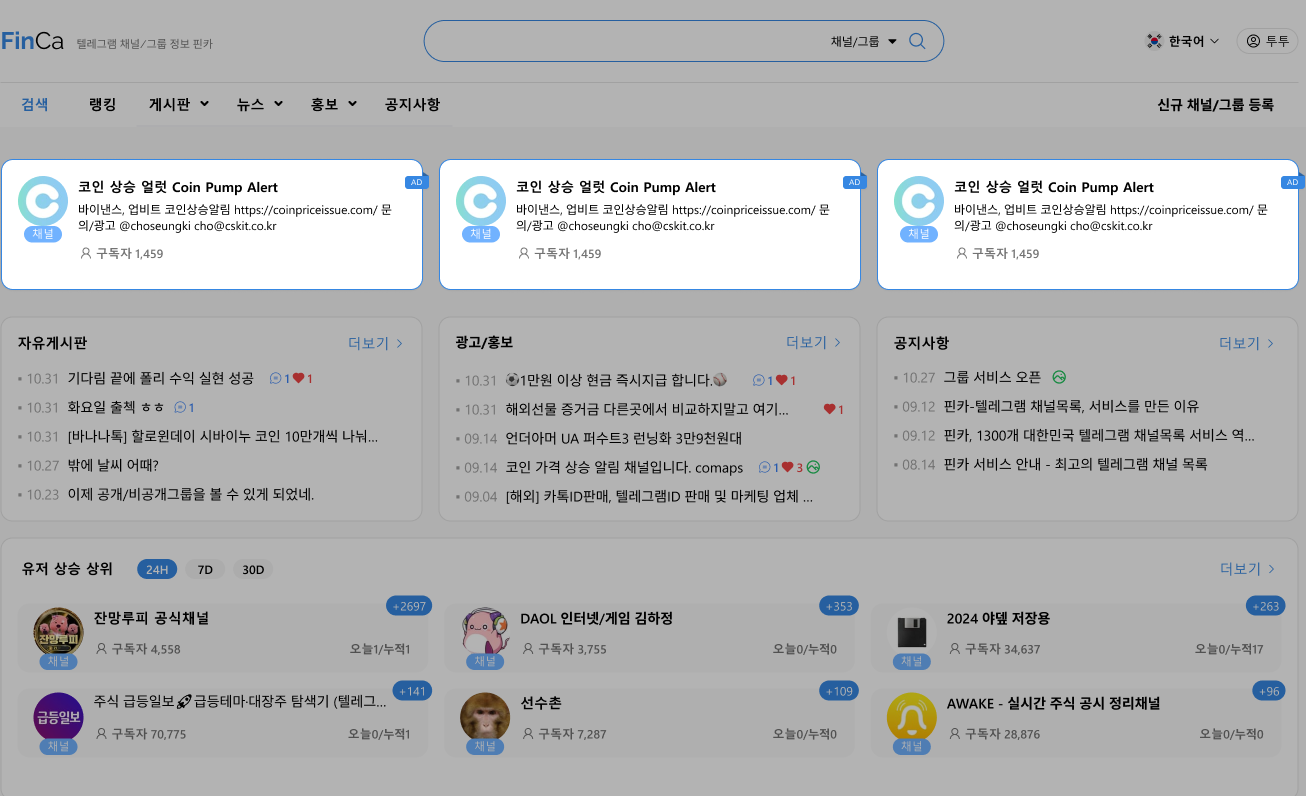 FinCa 텔레그램 채널/그룹 정보 핀카
채널/그룹
한국어
투투
검색 랭킹 게시판 뉴스 홍보 공지사항
신규 채널/그룹 등록
AD
코인 상승 얼럿 Coin Pump Alert
바이낸스, 업비트 코인상승알림 https://coinpriceissue.com/ 문
의/광고 @choseungki cho@cskit.co.kr
채널
구독자 1,459
AD
코인 상승 얼럿 Coin Pump Alert
바이낸스, 업비트 코인상승알림 https://coinpriceissue.com/ 문
의/광고 @choseungki cho@cskit.co.kr
채널
구독자 1,459
AD
코인 상승 얼럿 Coin Pump Alert
바이낸스, 업비트 코인상승알림 https://coinpriceissue.com/ 문
의/광고 @choseungki cho@cskit.co.kr
채널
구독자 1,459
자유게시판 더보기
10.31 기다림 끝에 폴리 수익 실현 성공 1 1
10.31 화요일 출첵 ㅎㅎ 1
10.31 [바나나톡] 할로윈데이 시바이누 코인 10만개씩 나눠...
10.27 밖에 날씨 어때?
10.23 이제 공개/비공개그룹을 볼 수 있게 되었네.
광고/홍보 더보기
10.31 ⚽1만원 이상 현금 즉시지급 합니다.⚾ 1 1
10.31 해외선물 증거금 다른곳에서 비교하지말고 여기... 1
09.14 언더아머 UA 퍼수트3 런닝화 3만9천원대
09.14 코인 가격 상승 알림 채널입니다. comaps 1 3
09.04 [해외] 카톡ID판매, 텔레그램ID 판매 및 마케팅 업체 ...
공지사항 더보기
10.27 그룹 서비스 오픈
09.12 핀카-텔레그램 채널목록, 서비스를 만든 이유
09.12 핀카, 1300개 대한민국 텔레그램 채널목록 서비스 역...
08.14 핀카 서비스 안내 - 최고의 텔레그램 채널 목록
유저 상승 상위 24H 7D 30D 더보기
+2697
잔망루피 공식채널
잔망루피
채널
구독자 4,558 오늘1/누적1
+353
DAOL 인터넷/게임 김하정
채널
구독자 3,755 오늘0/누적0
+263
2024 야뎊 저장용
채널
구독자 34,637 오늘0/누적17
+141
주식 급등일보🚀급등테마·대장주 탐색기 (텔레그...
급등일보
채널
구독자 70,775 오늘0/누적1
+109
선수촌
채널
구독자 7,287 오늘0/누적0
+96
AWAKE - 실시간 주식 공시 정리채널
채널
구독자 28,876 오늘0/누적0